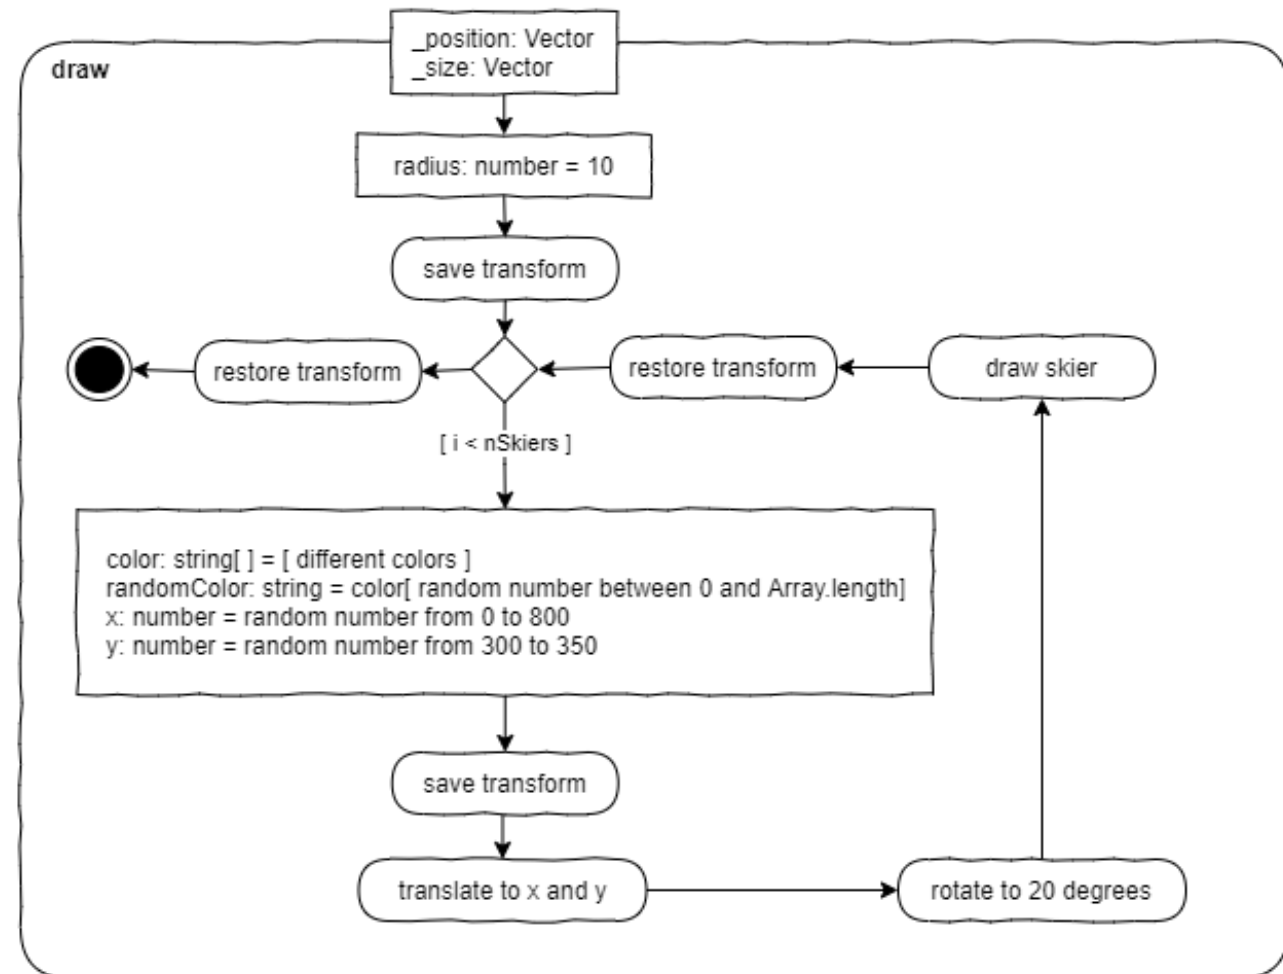 _position: Vector
_size: Vector
draw
radius: number = 10
save transform
restore transform
restore transform
draw skier
[ i < nSkiers ]
color: string[ ] = [ different colors ]
randomColor: string = color[ random number between 0 and Array.length]
x: number = random number from 0 to 800
y: number = random number from 300 to 350
save transform
translate to x and y
rotate to 20 degrees